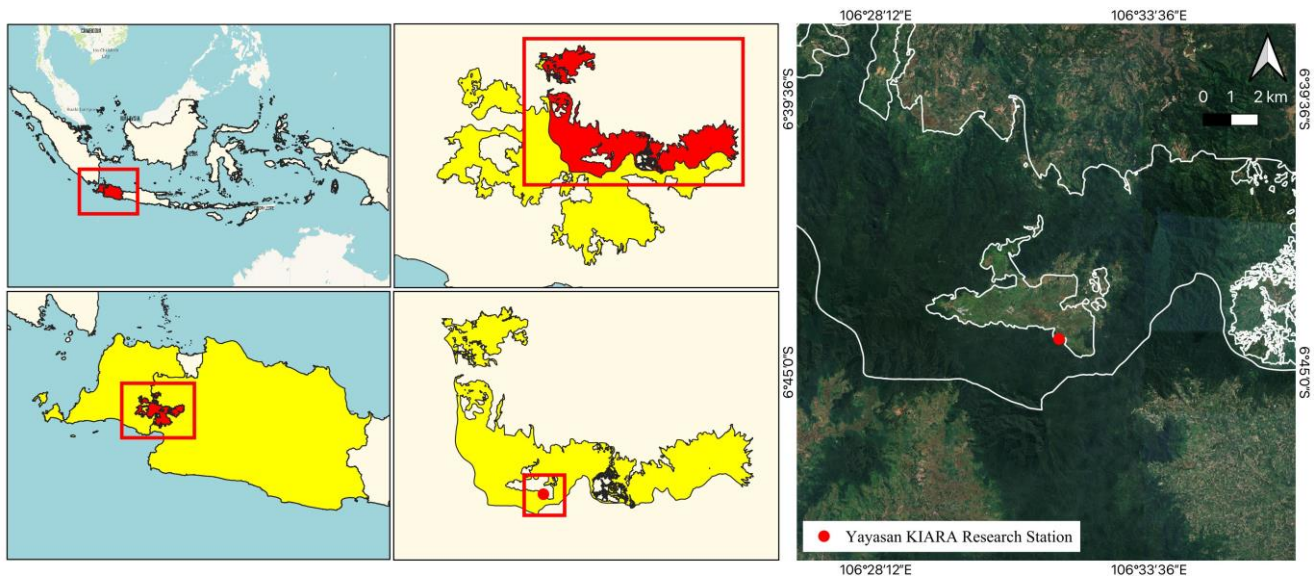 106°28′12″E 106°33′36″E
6°39′36″S 6°39′36″S
0 1 2 km
6°45′0″S 6°45′0″S
Yayasan KIARA Research Station
106°28′12″E 106°33′36″E